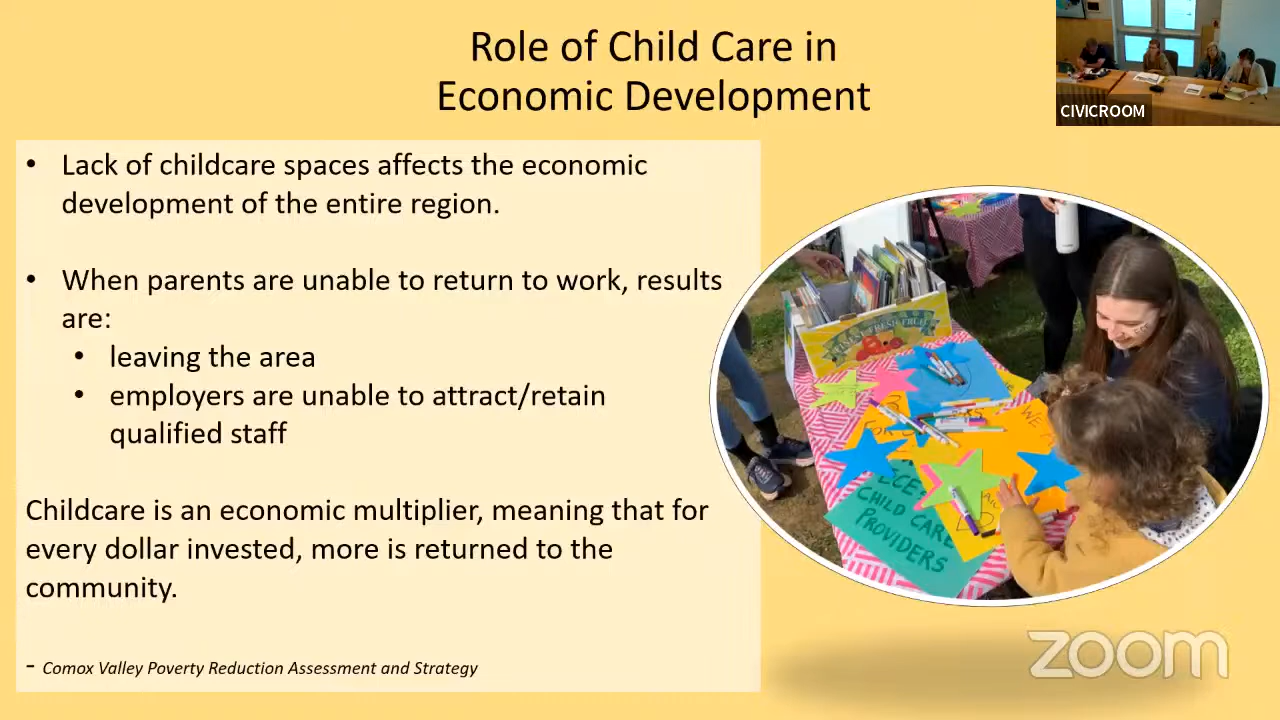 Role of Child Care in
Economic Development
CIVICROOM
• Lack of childcare spaces affects the economic
development of the entire region.
• When parents are unable to return to work, results
are:
• leaving the area
• employers are unable to attract/retain
qualified staff
Childcare is an economic multiplier, meaning that for
every dollar invested, more is returned to the
community.
- Comox Valley Poverty Reduction Assessment and Strategy
FRESH FRUIT
WE
CHILD CARE
PROVIDERS
zoom